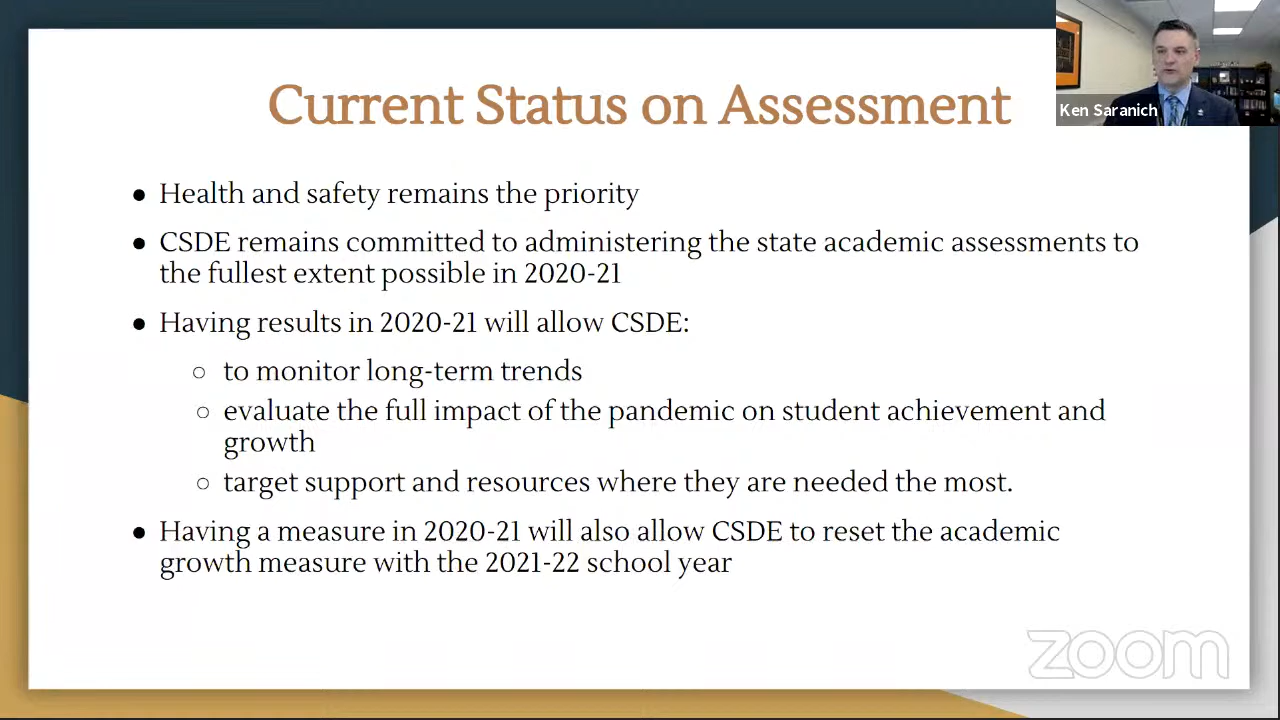 Current Status on Assessment
Ken Saranich
● Health and safety remains the priority
● CSDE remains committed to administering the state academic assessments to
the fullest extent possible in 2020-21
● Having results in 2020-21 will allow CSDE:
○ to monitor long-term trends
○ evaluate the full impact of the pandemic on student achievement and
growth
○ target support and resources where they are needed the most.
● Having a measure in 2020-21 will also allow CSDE to reset the academic
growth measure with the 2021-22 school year
zoom